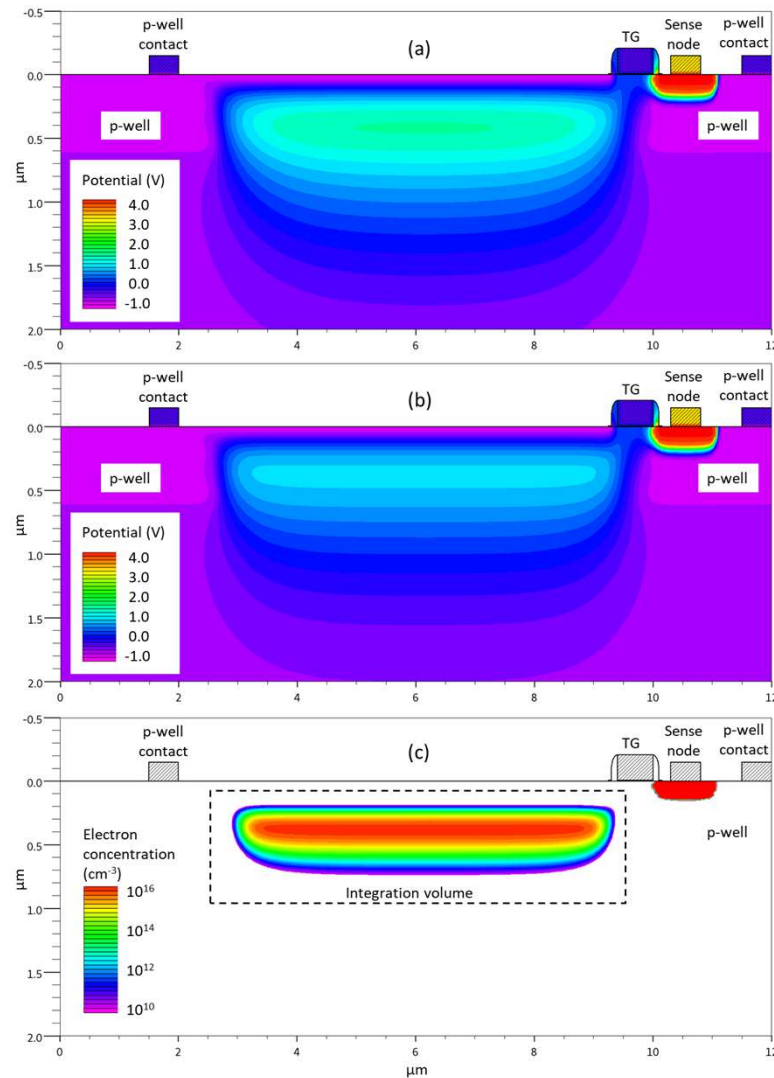 p-well
contact
(a)
TG
Sense
node
p-well
contact
-0.5
0.0
0.5
1.0
1.5
2.0
μm
p-well
p-well
Potential (V)
4.0
3.0
2.0
1.0
0.0
-1.0
0 2 4 6 8 10 12
p-well
contact
(b)
TG
Sense
node
p-well
contact
-0.5
0.0
0.5
1.0
1.5
2.0
μm
p-well
p-well
Potential (V)
4.0
3.0
2.0
1.0
0.0
-1.0
0 2 4 6 8 10 12
p-well
contact
(c)
TG
Sense
node
p-well
contact
-0.5
0.0
0.5
1.0
1.5
2.0
μm
p-well
Electron
concentration
(cm⁻³)
10¹⁶
10¹⁴
10¹²
10¹⁰
Integration volume
0 2 4 6 8 10 12
μm